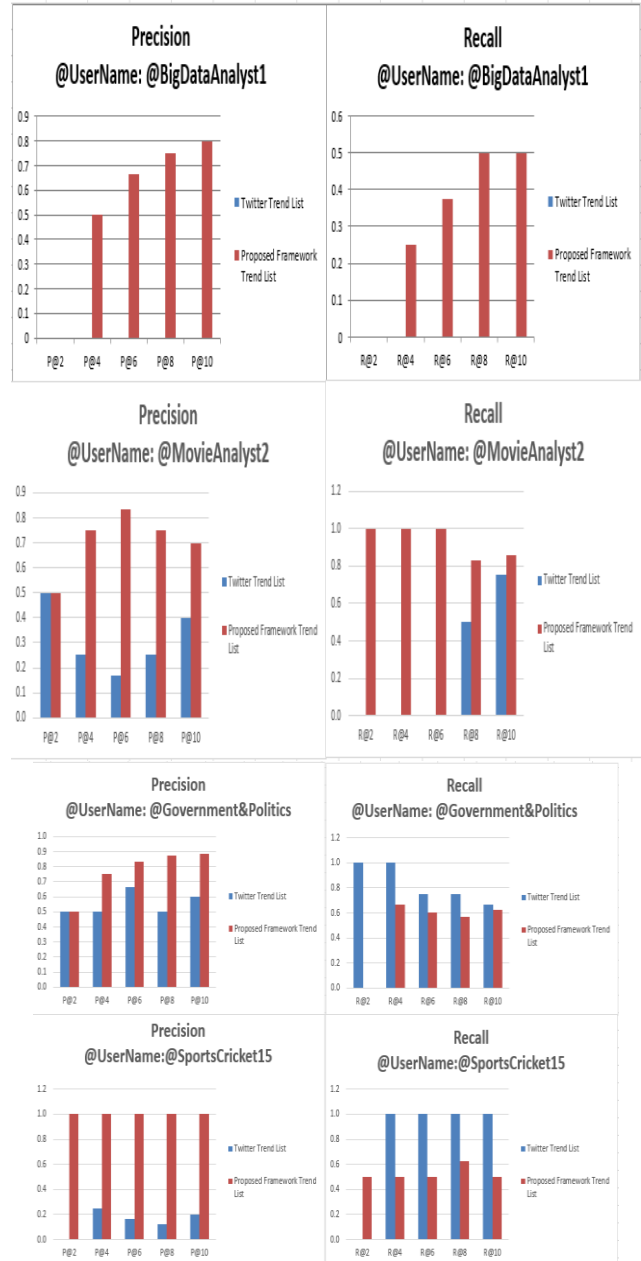 Precision
@UserName: @BigDataAnalyst1
0.9
0.8
0.7
0.6
0.5
0.4
0.3
0.2
0.1
0
P@2 P@4 P@6 P@8 P@10
Twitter Trend List
Proposed Framework
Trend List
Recall
@UserName: @BigDataAnalyst1
0.6
0.5
0.4
0.3
0.2
0.1
0
R@2 R@4 R@6 R@8 R@10
Twitter Trend List
Proposed Framework
Trend List
Precision
@UserName: @MovieAnalyst2
0.9
0.8
0.7
0.6
0.5
0.4
0.3
0.2
0.1
0.0
P@2 P@4 P@6 P@8 P@10
Twitter Trend List
Proposed Framework Trend
List
Recall
@UserName: @MovieAnalyst2
1.2
1.0
0.8
0.6
0.4
0.2
0.0
R@2 R@4 R@6 R@8 R@10
Twitter Trend List
Proposed Framework Trend
List
Precision
@UserName: @Government&Politics
1.0
0.9
0.8
0.7
0.6
0.5
0.4
0.3
0.2
0.1
0.0
P@2 P@4 P@6 P@8 P@10
Twitter Trend List
Proposed Framework Trend
List
Recall
@UserName: @Government&Politics
1.2
1.0
0.8
0.6
0.4
0.2
0.0
R@2 R@4 R@6 R@8 R@10
Twitter Trend List
Proposed Framework Trend
List
Precision
@UserName:@SportsCricket15
1.2
1.0
0.8
0.6
0.4
0.2
0.0
P@2 P@4 P@6 P@8 P@10
Twitter Trend List
Proposed Framework Trend
List
Recall
@UserName:@SportsCricket15
1.2
1.0
0.8
0.6
0.4
0.2
0.0
R@2 R@4 R@6 R@8 R@10
Twitter Trend List
Proposed Framework Trend
List